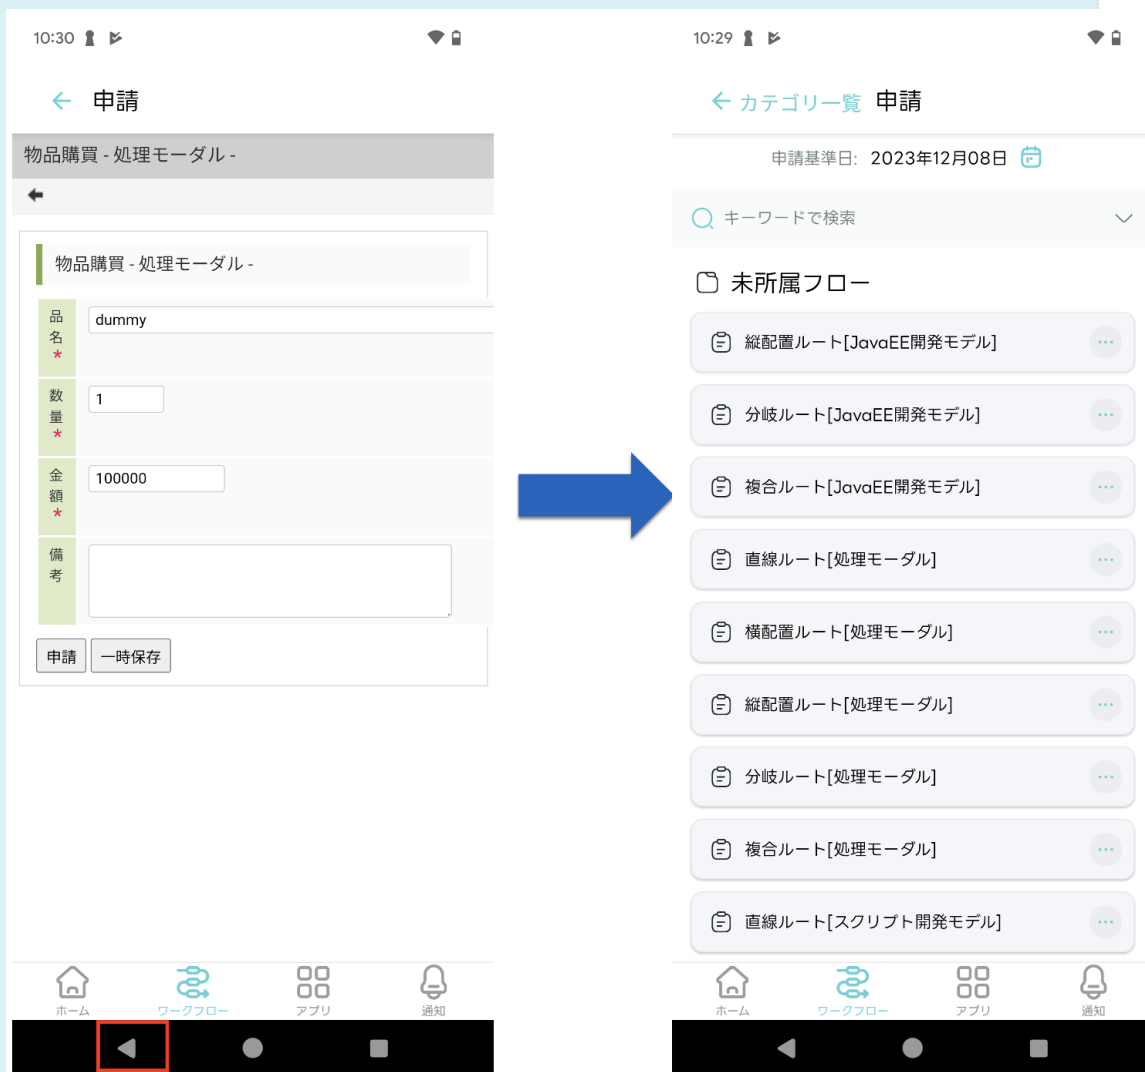 10:30
申請
物品購買 - 処理モーダル -
物品購買 - 処理モーダル -
品名*
dummy
数量*
1
金額*
100000
備考
申請 一時保存
ホーム ワークフロー アプリ 通知
10:29
カテゴリ一覧 申請
申請基準日: 2023年12月08日
キーワードで検索
未所属フロー
縦配置ルート[JavaEE開発モデル]
分岐ルート[JavaEE開発モデル]
複合ルート[JavaEE開発モデル]
直線ルート[処理モーダル]
横配置ルート[処理モーダル]
縦配置ルート[処理モーダル]
分岐ルート[処理モーダル]
複合ルート[処理モーダル]
直線ルート[スクリプト開発モデル]
ホーム ワークフロー アプリ 通知